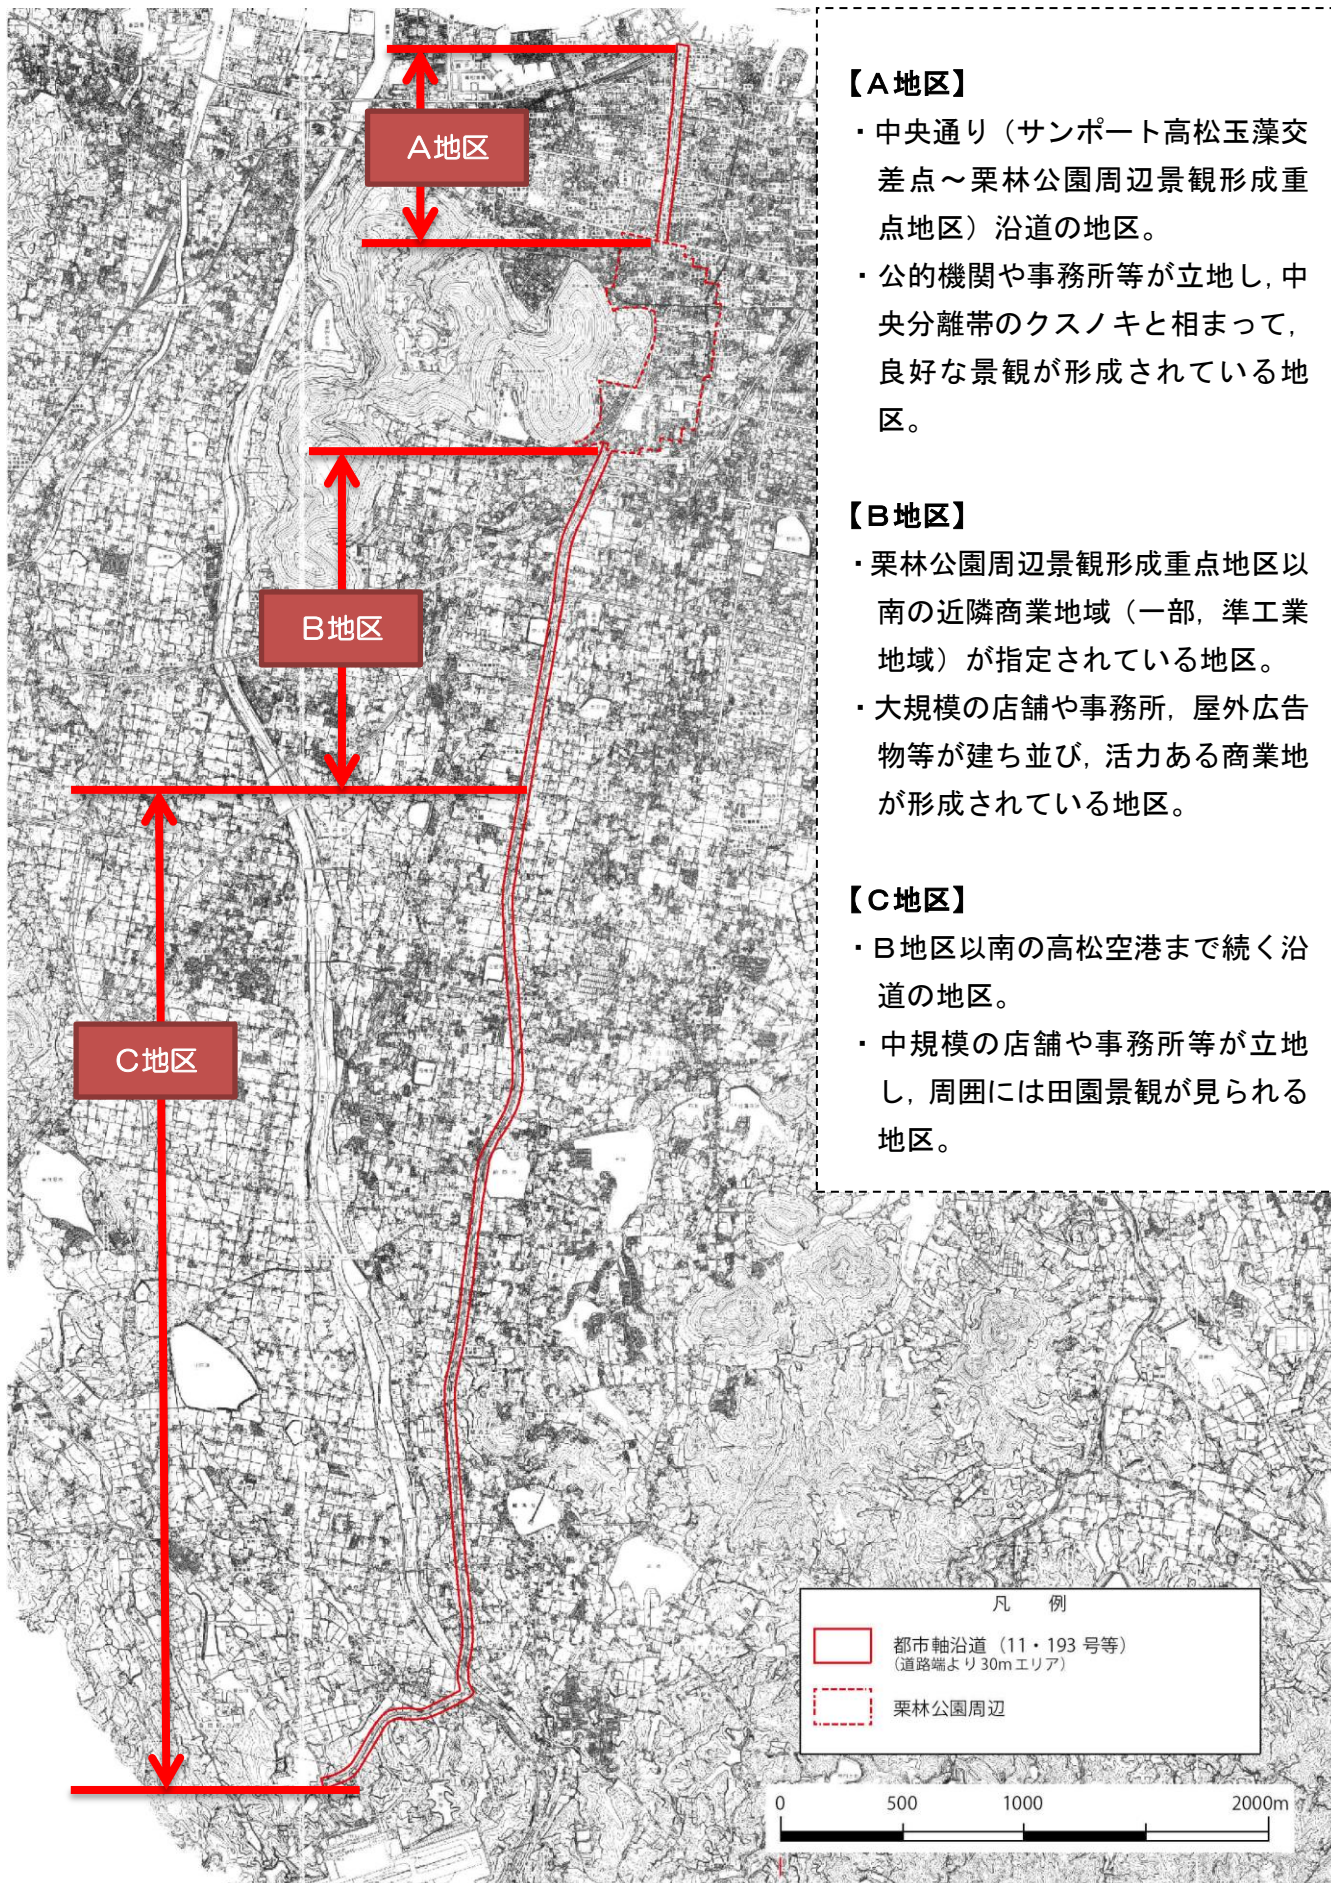 A地区
B地区
C地区
【A地区】
・中央通り（サンポート高松玉藻交
差点～栗林公園周辺景観形成重
点地区）沿道の地区。
・公的機関や事務所等が立地し，中
央分離帯のクスノキと相まって，
良好な景観が形成されている地
区。
【B地区】
・栗林公園周辺景観形成重点地区以
南の近隣商業地域（一部，準工業
地域）が指定されている地区。
・大規模の店舗や事務所，屋外広告
物等が建ち並び，活力ある商業地
が形成されている地区。
【C地区】
・B地区以南の高松空港まで続く沿
道の地区。
・中規模の店舗や事務所等が立地
し，周囲には田園景観が見られる
地区。
凡 例
都市軸沿道（11・193 号等）
（道路端より30mエリア）
栗林公園周辺
0 500 1000 2000m